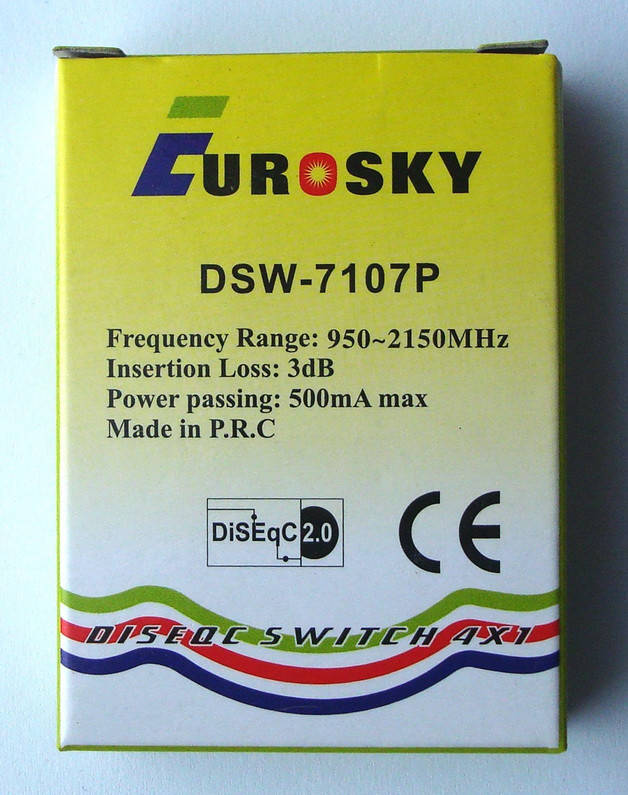 EUROSKY
DSW-7107P
Frequency Range: 950~2150MHz
Insertion Loss: 3dB
Power passing: 500mA max
Made in P.R.C
DiSEqC 2.0
CE
DISEQC SWITCH 4X1